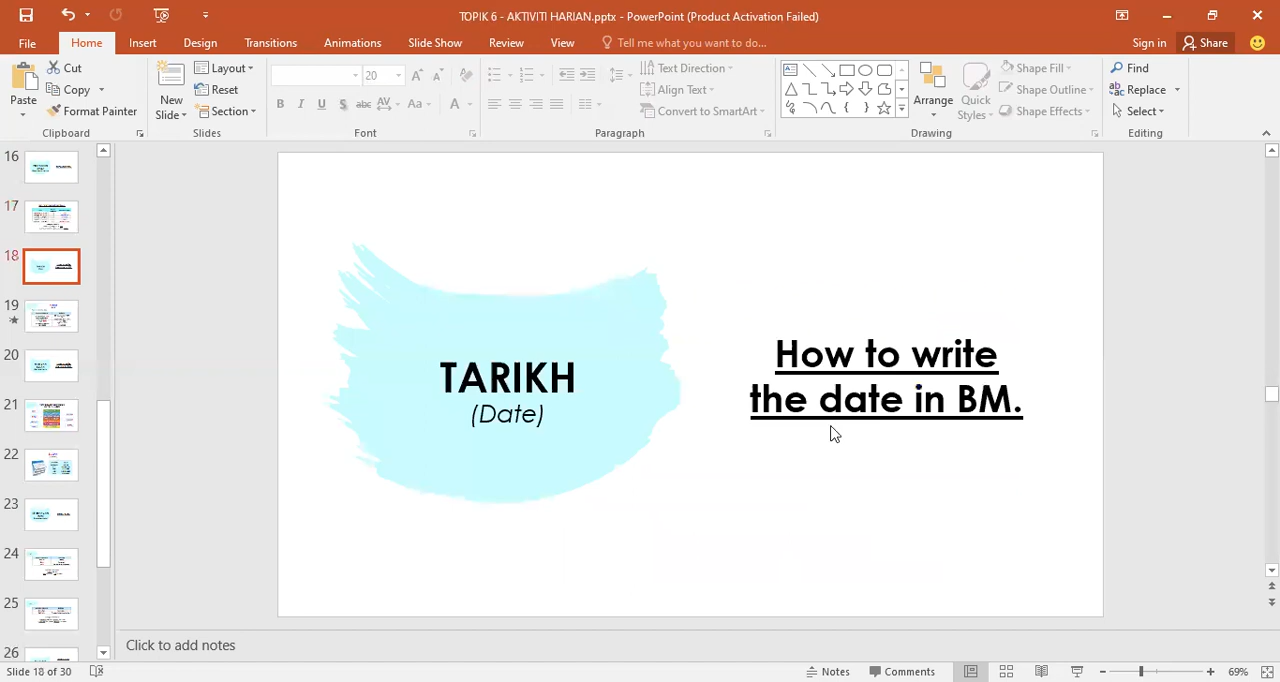 TOPIK 6 - AKTIVITI HARIAN.pptx - PowerPoint (Product Activation Failed)
File Home Insert Design Transitions Animations Slide Show Review View Tell me what you want to do... Sign in Share
Paste Cut Copy Format Painter Clipboard
New Slide Layout Reset Section Slides
20 B I U S abc AV Aa A Font
Text Direction Align Text Convert to SmartArt Paragraph
Arrange Quick Styles Shape Fill Shape Outline Shape Effects Drawing
Find Replace Select Editing
16
17
18
19
20
21
22
23
24
25
26
TARIKH
(Date)
How to write
the date in BM.
Click to add notes
Slide 18 of 30 Notes Comments 69%